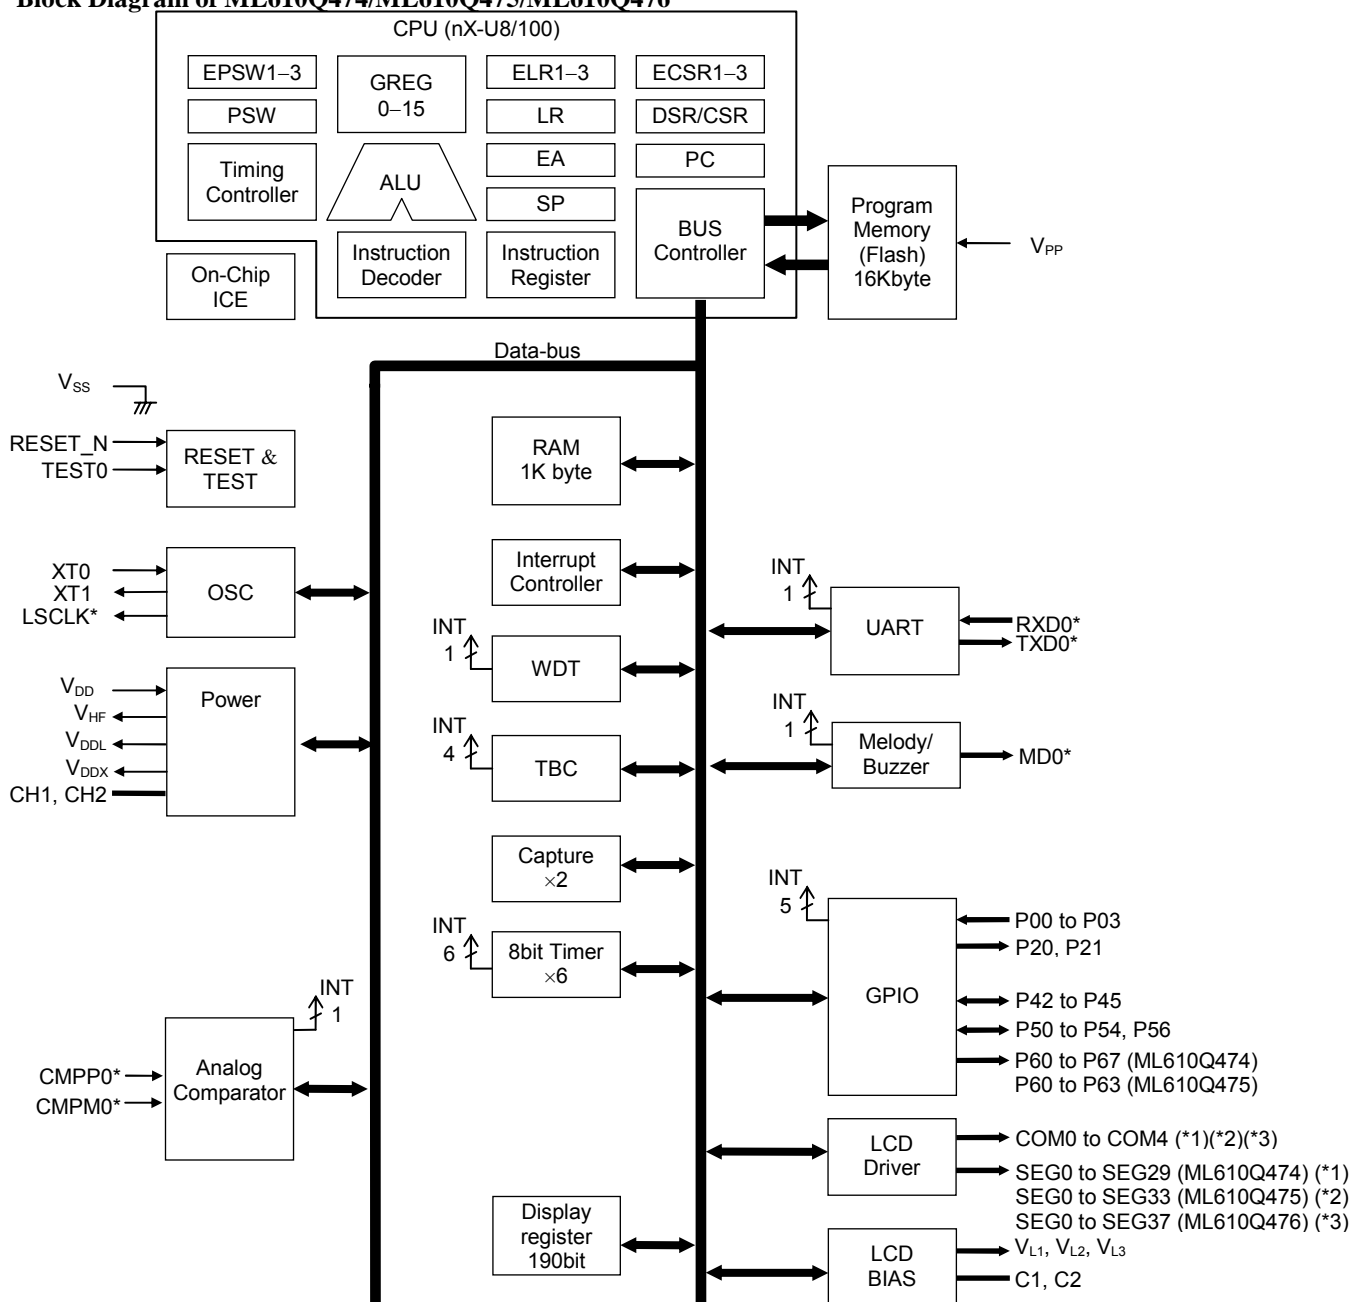 Block Diagram of ML610Q474/ML610Q475/ML610Q476
CPU (nX-U8/100)
EPSW1−3
GREG
0−15
ELR1−3
ECSR1−3
PSW
LR
DSR/CSR
Timing
Controller
ALU
EA
PC
SP
BUS
Controller
Program
Memory
(Flash)
16Kbyte
VPP
On-Chip
ICE
Instruction
Decoder
Instruction
Register
Data-bus
VSS
RESET_N
TEST0
RESET &
TEST
RAM
1K byte
XT0
XT1
LSCLK*
OSC
Interrupt
Controller
INT
1
UART
RXD0*
TXD0*
INT
1
WDT
VDD
VHF
VDDL
VDDX
CH1, CH2
Power
INT
4
TBC
INT
1
Melody/
Buzzer
MD0*
Capture
×2
INT
6
8bit Timer
×6
INT
5
GPIO
P00 to P03
P20, P21
P42 to P45
P50 to P54, P56
P60 to P67 (ML610Q474)
P60 to P63 (ML610Q475)
INT
1
CMPP0*
CMPM0*
Analog
Comparator
LCD
Driver
COM0 to COM4 (*1)(*2)(*3)
SEG0 to SEG29 (ML610Q474) (*1)
SEG0 to SEG33 (ML610Q475) (*2)
SEG0 to SEG37 (ML610Q476) (*3)
Display
register
190bit
LCD
BIAS
VL1, VL2, VL3
C1, C2